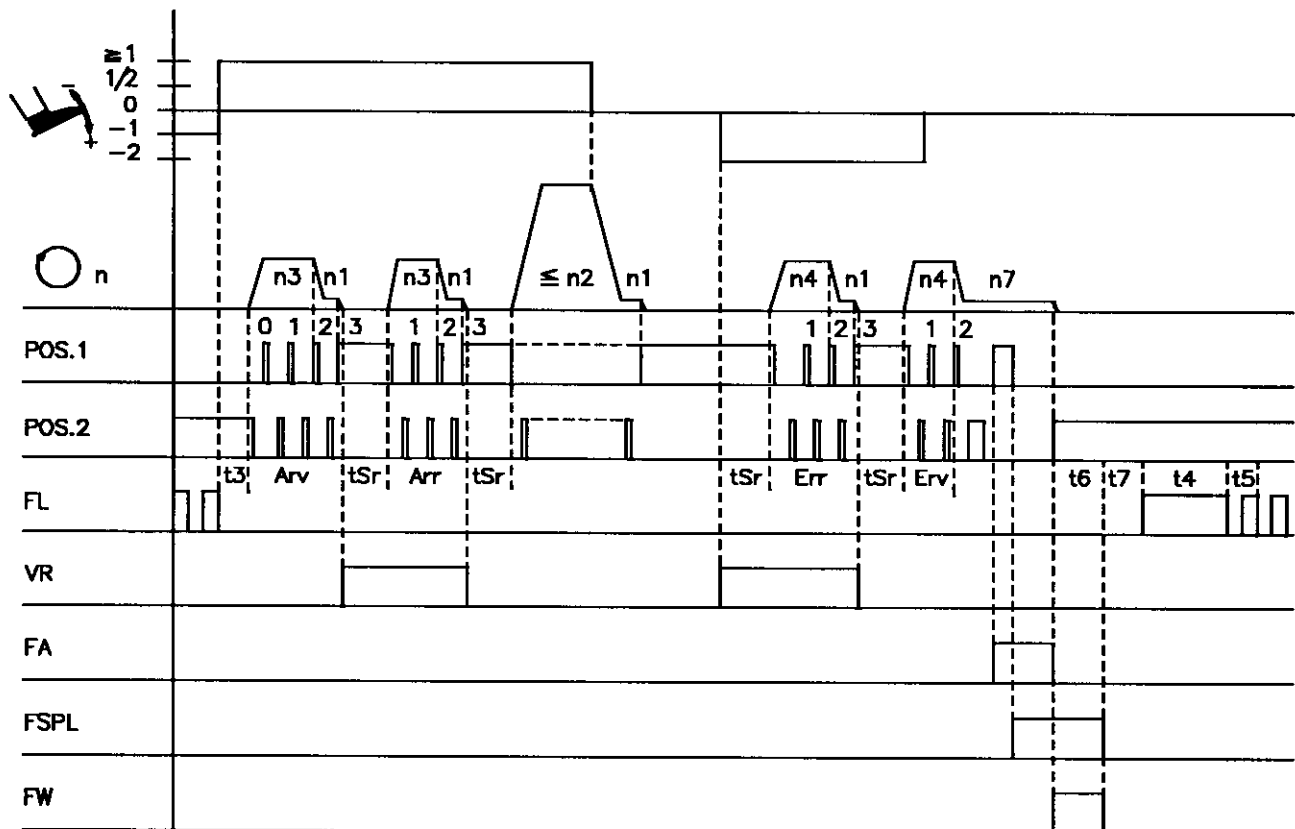 ≧1
1/2
0
−1
−2
−
+
n
n3 n1 n3 n1 ≤ n2 n1 n4 n1 n4 n7
0 1 2 3 1 2 3 1 2 3 1 2
POS.1
POS.2
t3 Arv tSr Arr tSr tSr Err tSr Erv t6 t7 t4 t5
FL
VR
FA
FSPL
FW